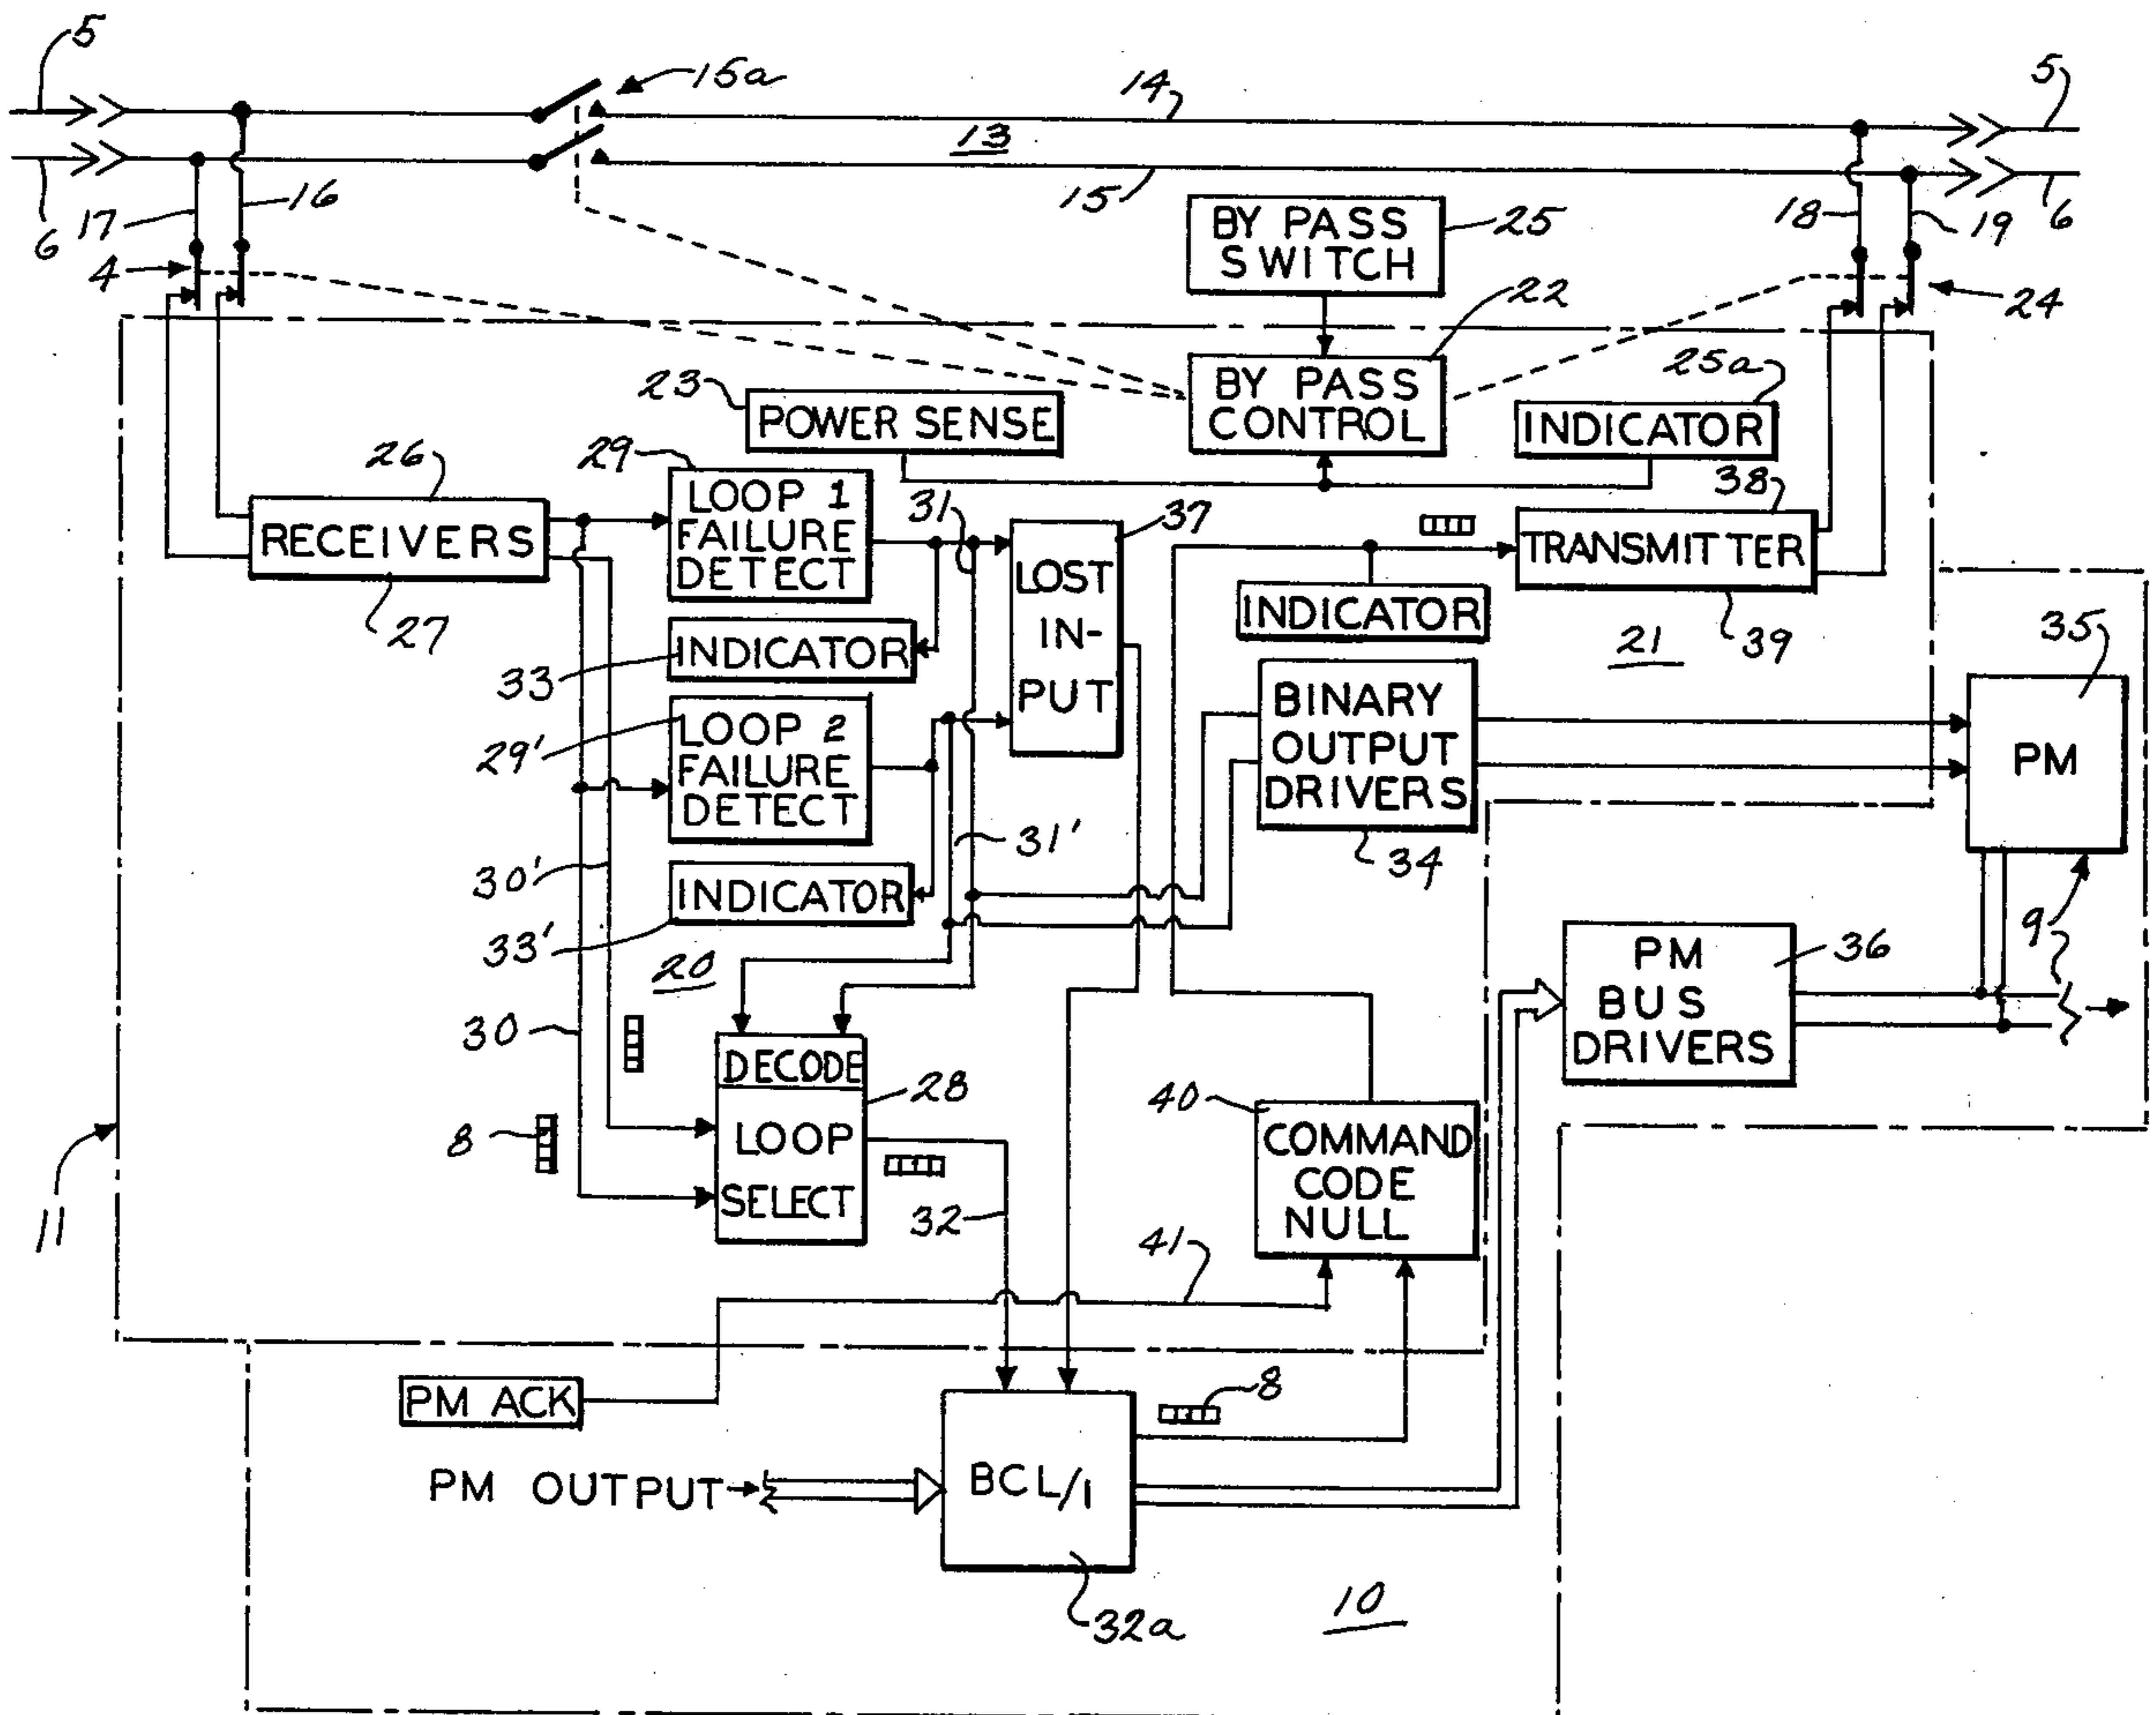 5
15a
14
5
13
6
17
16
15
BY PASS
SWITCH
25
18
19
6
4
22
24
23
POWER SENSE
BY PASS
CONTROL
25a
INDICATOR
26
29
LOOP 1
FAILURE
DETECT
31
37
38
RECEIVERS
27
LOST
IN-
PUT
TRANSMITTER
INDICATOR
39
21
35
33
INDICATOR
29'
LOOP 2
FAILURE
DETECT
BINARY
OUTPUT
DRIVERS
PM
31'
34
30'
INDICATOR
33'
20
9
PM
BUS
DRIVERS
36
30
DECODE
LOOP
SELECT
28
40
COMMAND
CODE
NULL
8
11
32
41
PM ACK
8
PM OUTPUT
BCL/1
32a
10